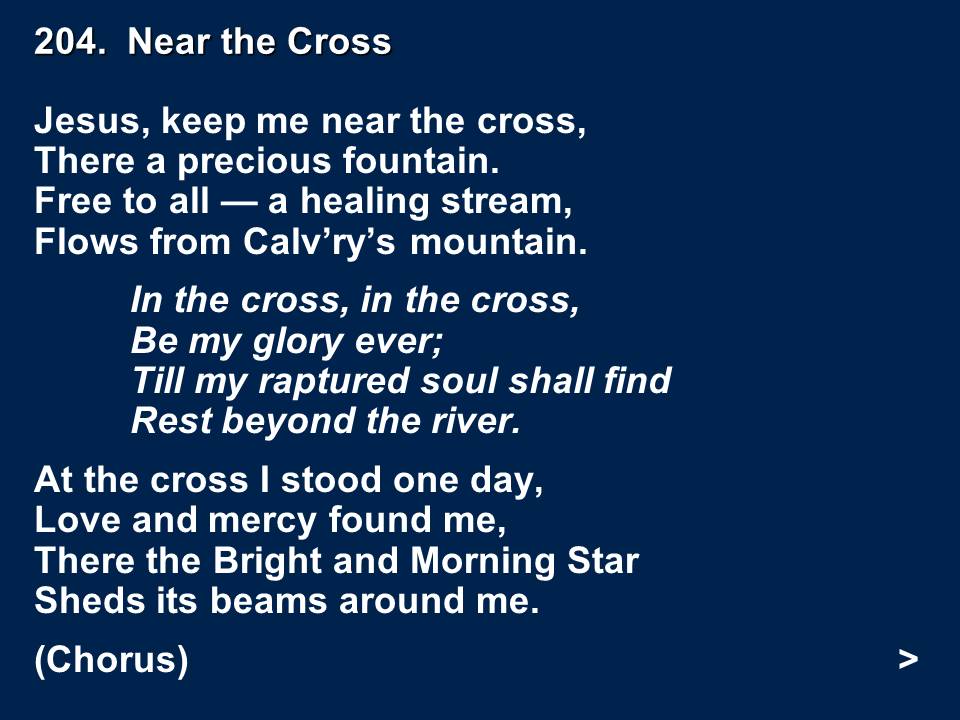 204.  Near the Cross
Jesus, keep me near the cross,
There a precious fountain.
Free to all — a healing stream,
Flows from Calv’ry’s mountain.
In the cross, in the cross,
Be my glory ever;
Till my raptured soul shall find
Rest beyond the river.
At the cross I stood one day,
Love and mercy found me,
There the Bright and Morning Star
Sheds its beams around me.
(Chorus) >